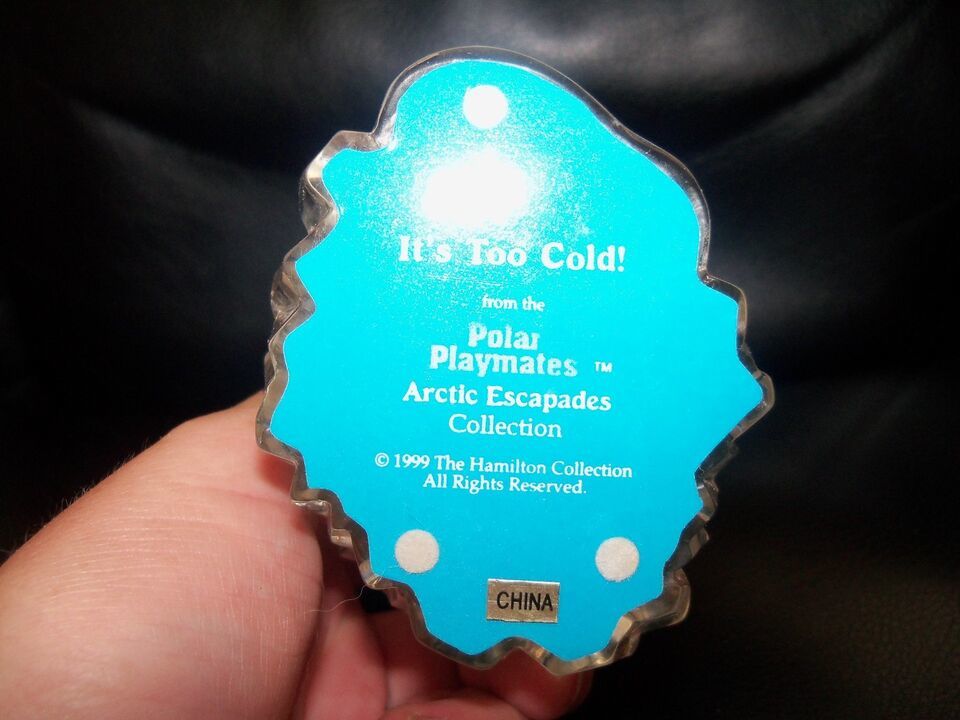 It's Too Cold!
from the
Polar
Playmates ™
Arctic Escapades
Collection
© 1999 The Hamilton Collection
All Rights Reserved.
CHINA